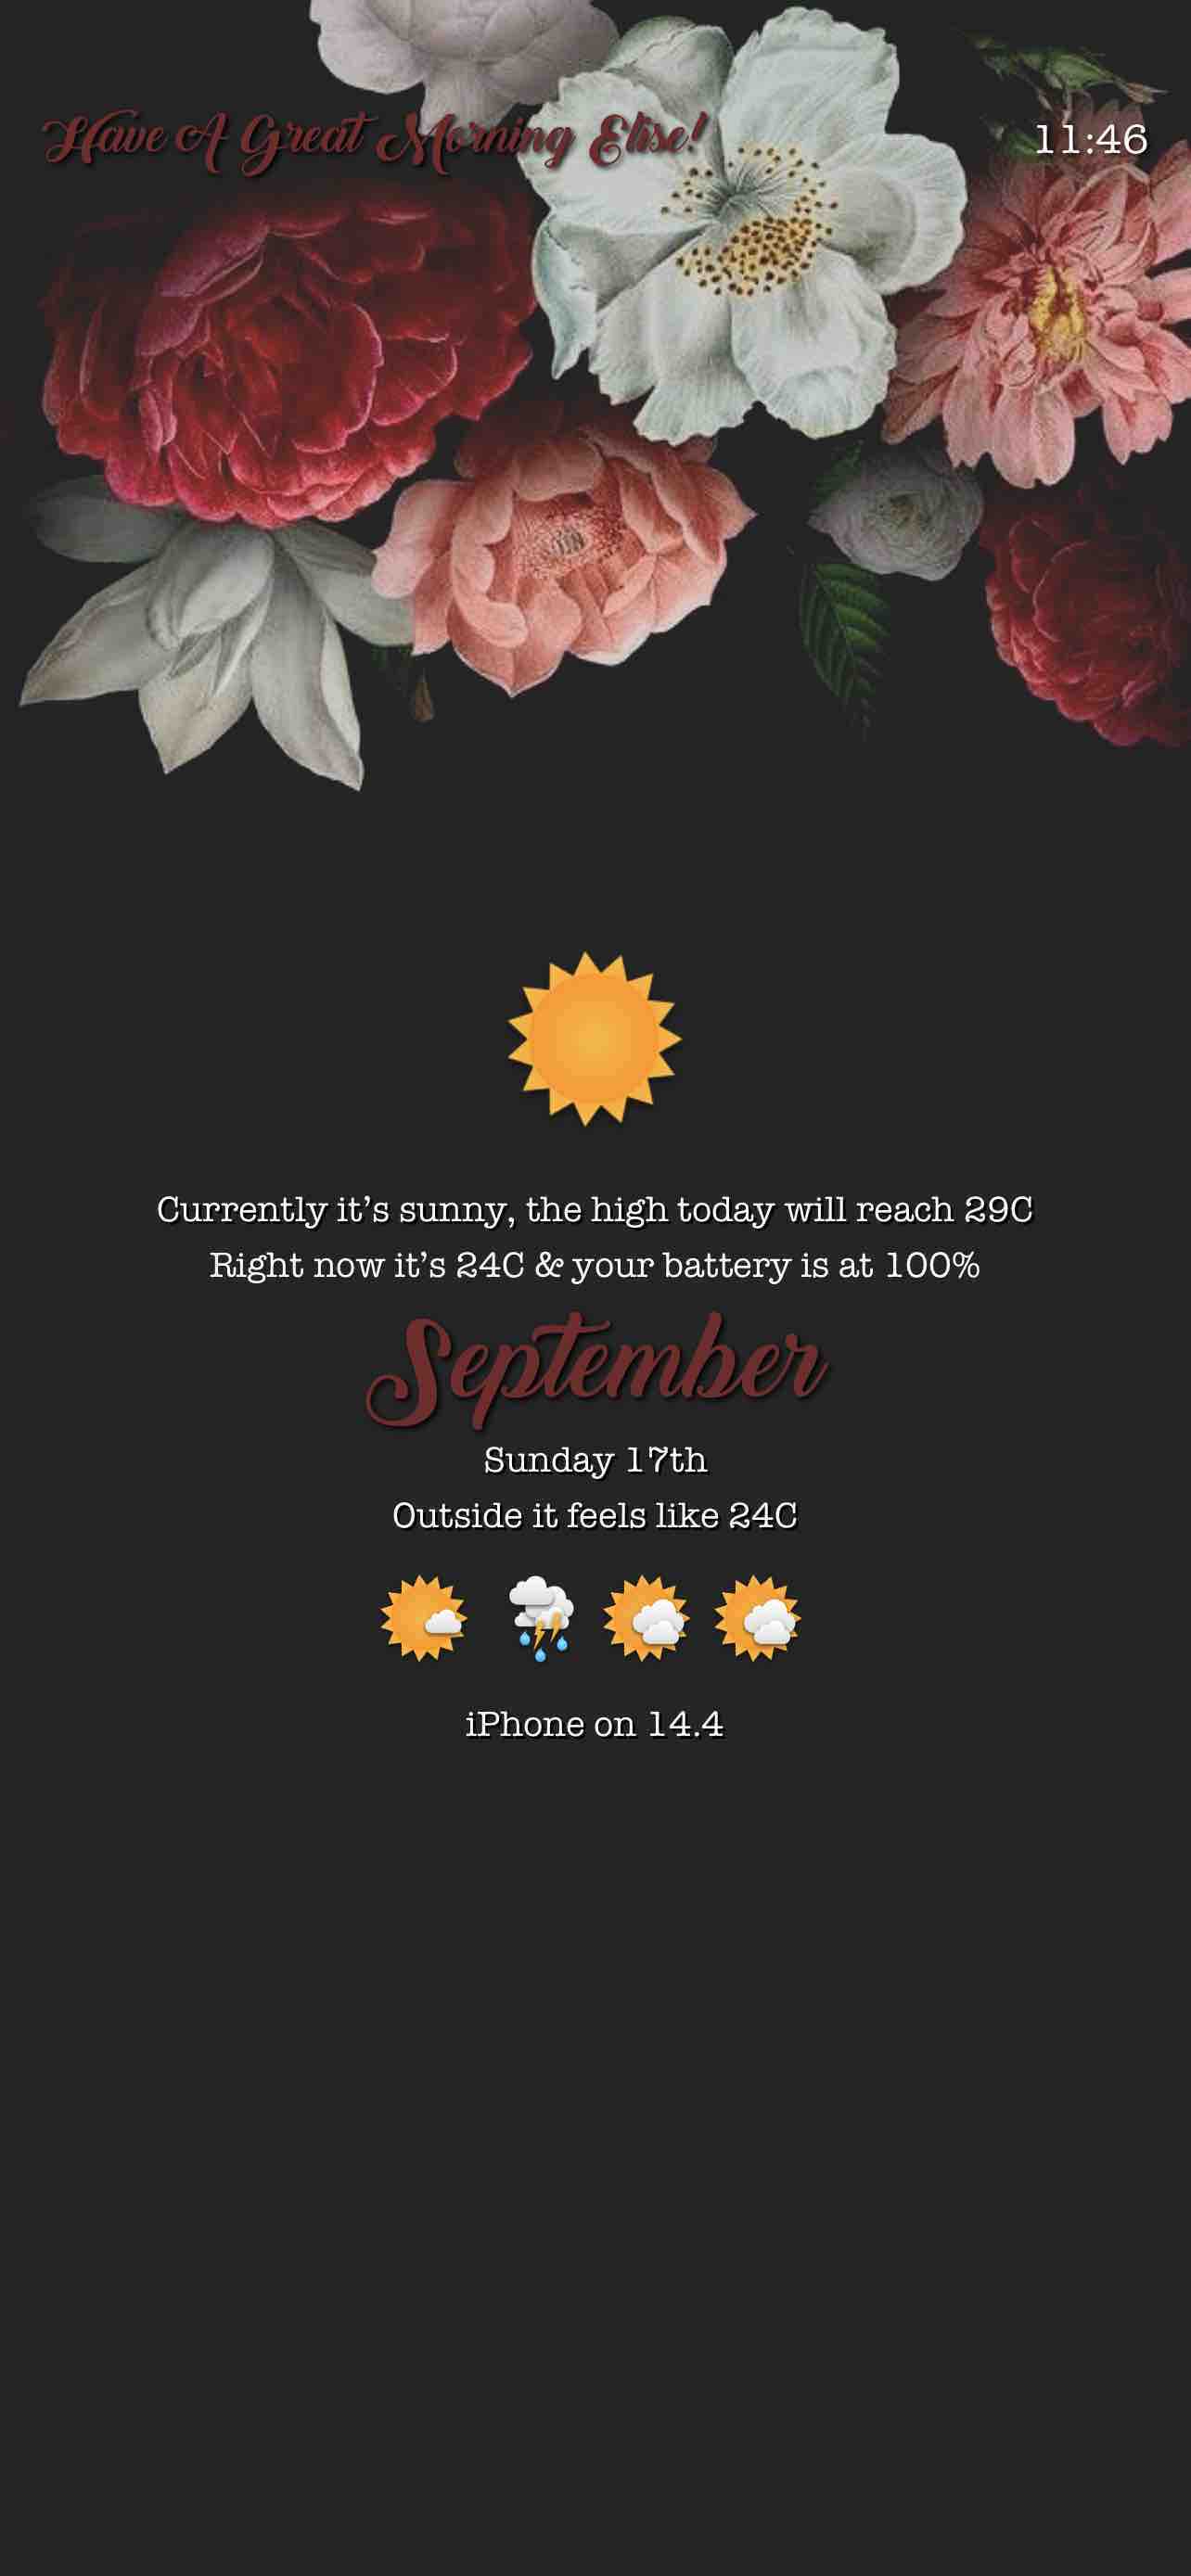 Have A Great Morning Elise!
11:46
Currently it’s sunny, the high today will reach 29C
Right now it’s 24C & your battery is at 100%
September
Sunday 17th
Outside it feels like 24C
iPhone on 14.4